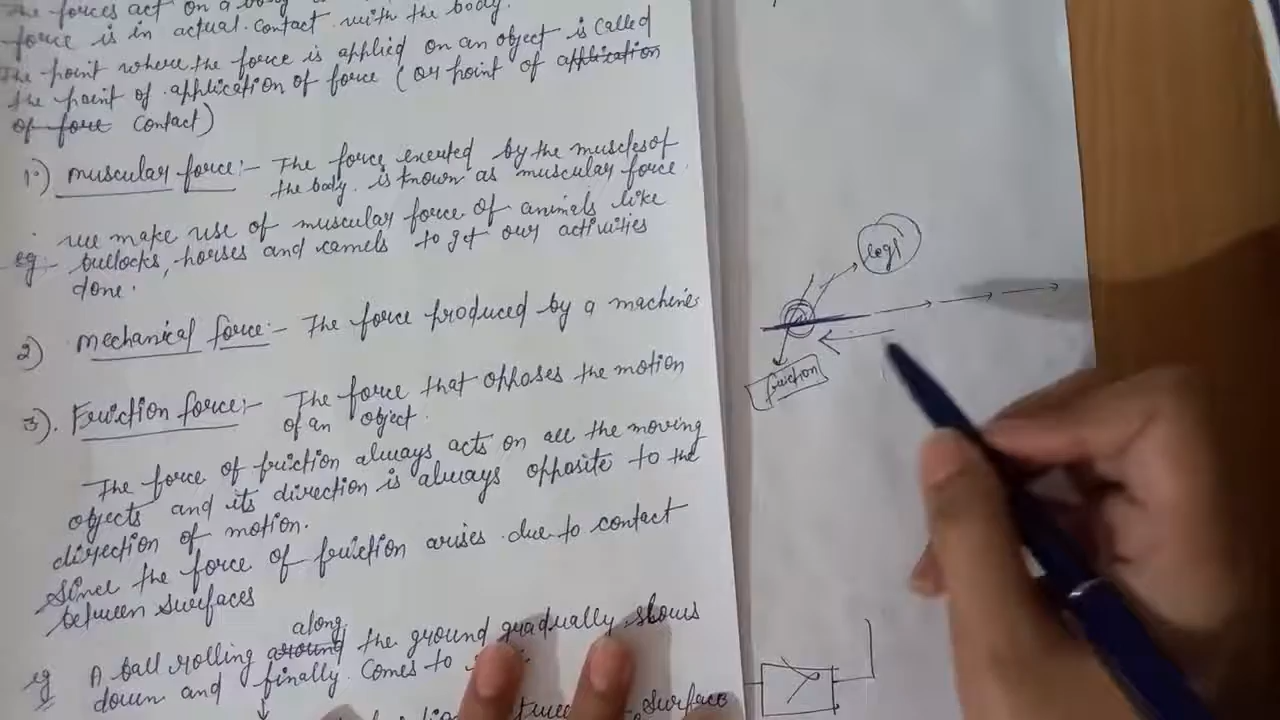 The forces act on a body
force is in actual contact with the body.
The point where the force is applied on an object is called
the point of application of force (or point of application
of force contact)
1.) muscular force:- The force exerted by the muscles of
the body. is known as muscular force.
we make use of muscular force of animals like
eg:- bullocks, horses and camels to get our activities
done.
2) Mechanical force:- The force produced by a machine
3). Friction force:- The force that opposes the motion
of an object.
The force of friction always acts on all the moving
objects and its direction is always opposite to the
direction of motion.
Since the force of friction arises due to contact
between surfaces
along
eg A ball rolling around the ground gradually slows
down and finally. Comes to
surface
friction